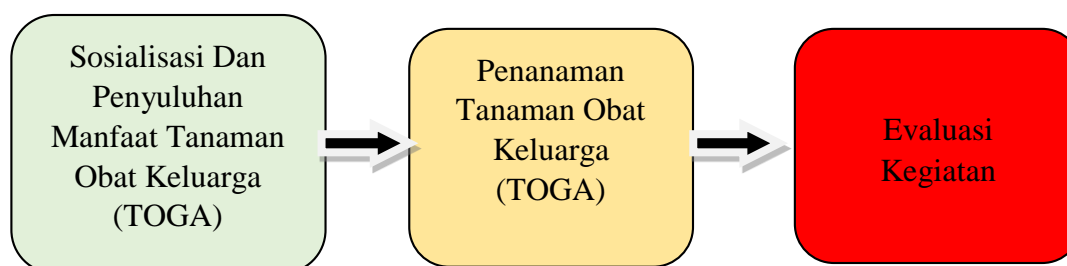 Sosialisasi Dan
Penyuluhan
Manfaat Tanaman
Obat Keluarga
(TOGA)
Penanaman
Tanaman Obat
Keluarga
(TOGA)
Evaluasi
Kegiatan